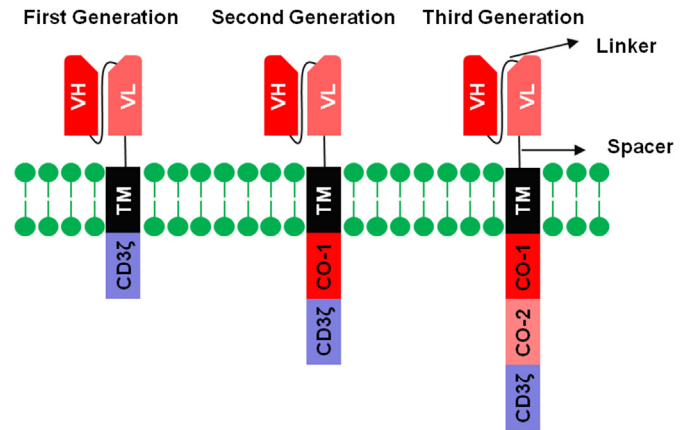 First Generation
Second Generation
Third Generation
Linker
VH
VL
VH
VL
VH
VL
Spacer
TM
TM
TM
CD3ζ
CO-1
CO-1
CD3ζ
CO-2
CD3ζ